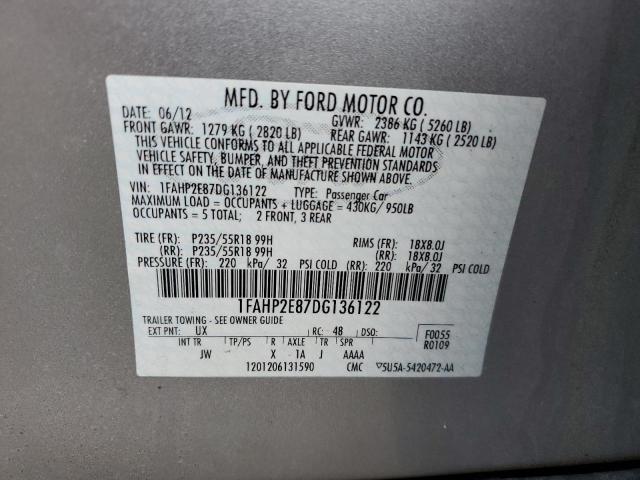 MFD. BY FORD MOTOR CO.
DATE: 06/12 GVWR: 2386 KG ( 5260 LB)
FRONT GAWR: 1279 KG ( 2820 LB) REAR GAWR: 1143 KG ( 2520 LB)
THIS VEHICLE CONFORMS TO ALL APPLICABLE FEDERAL MOTOR
VEHICLE SAFETY, BUMPER, AND THEFT PREVENTION STANDARDS
IN EFFECT ON THE DATE OF MANUFACTURE SHOWN ABOVE.
VIN: 1FAHP2E87DG136122 TYPE: Passenger Car
MAXIMUM LOAD = OCCUPANTS + LUGGAGE = 430KG/ 950LB
OCCUPANTS = 5 TOTAL; 2 FRONT, 3 REAR
TIRE (FR): P235/55R18 99H RIMS (FR): 18X8.0J
(RR): P235/55R18 99H (RR): 18X8.0J
PRESSURE (FR): 220 kPa/ 32 PSI COLD (RR): 220 kPa/ 32 PSI COLD
1FAHP2E87DG136122
TRAILER TOWING - SEE OWNER GUIDE
EXT PNT: UX RC: 48 DSO: F0055
INT TR TP/PS R AXLE TR SPR R0109
JW X 1A J AAAA
1201206131590 CMC 5U5A-5420472-AA